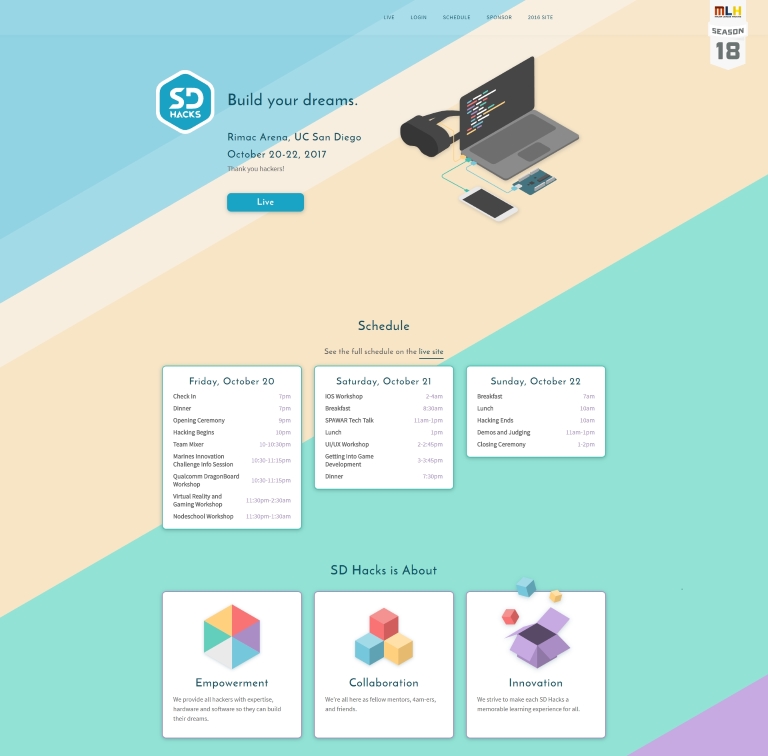 LIVE LOGIN SCHEDULE SPONSOR 2016 SITE
MLH
SEASON
18
SD
HACKS
Build your dreams.
Rimac Arena, UC San Diego
October 20-22, 2017
Thank you hackers!
Live
Schedule
See the full schedule on the live site
Friday, October 20
Check In 7pm
Dinner 7pm
Opening Ceremony 9pm
Hacking Begins 10pm
Team Mixer 10-10:30pm
Marines Innovation
Challenge Info Session 10:30-11:15pm
Qualcomm DragonBoard
Workshop 10:30-11:15pm
Virtual Reality and
Gaming Workshop 11:30pm-2:30am
Nodeschool Workshop 11:30pm-1:30am
Saturday, October 21
iOS Workshop 2-4am
Breakfast 8:30am
SPAWAR Tech Talk 11am-1pm
Lunch 1pm
UI/UX Workshop 2-2:45pm
Getting Into Game
Development 3-3:45pm
Dinner 7:30pm
Sunday, October 22
Breakfast 7am
Lunch 10am
Hacking Ends 10am
Demos and Judging 11am-1pm
Closing Ceremony 1-2pm
SD Hacks is About
Empowerment
We provide all hackers with expertise,
hardware and software so they can build
their dreams.
Collaboration
We're all here as fellow mentors, 4am-ers,
and friends.
Innovation
We strive to make each SD Hacks a
memorable learning experience for all.